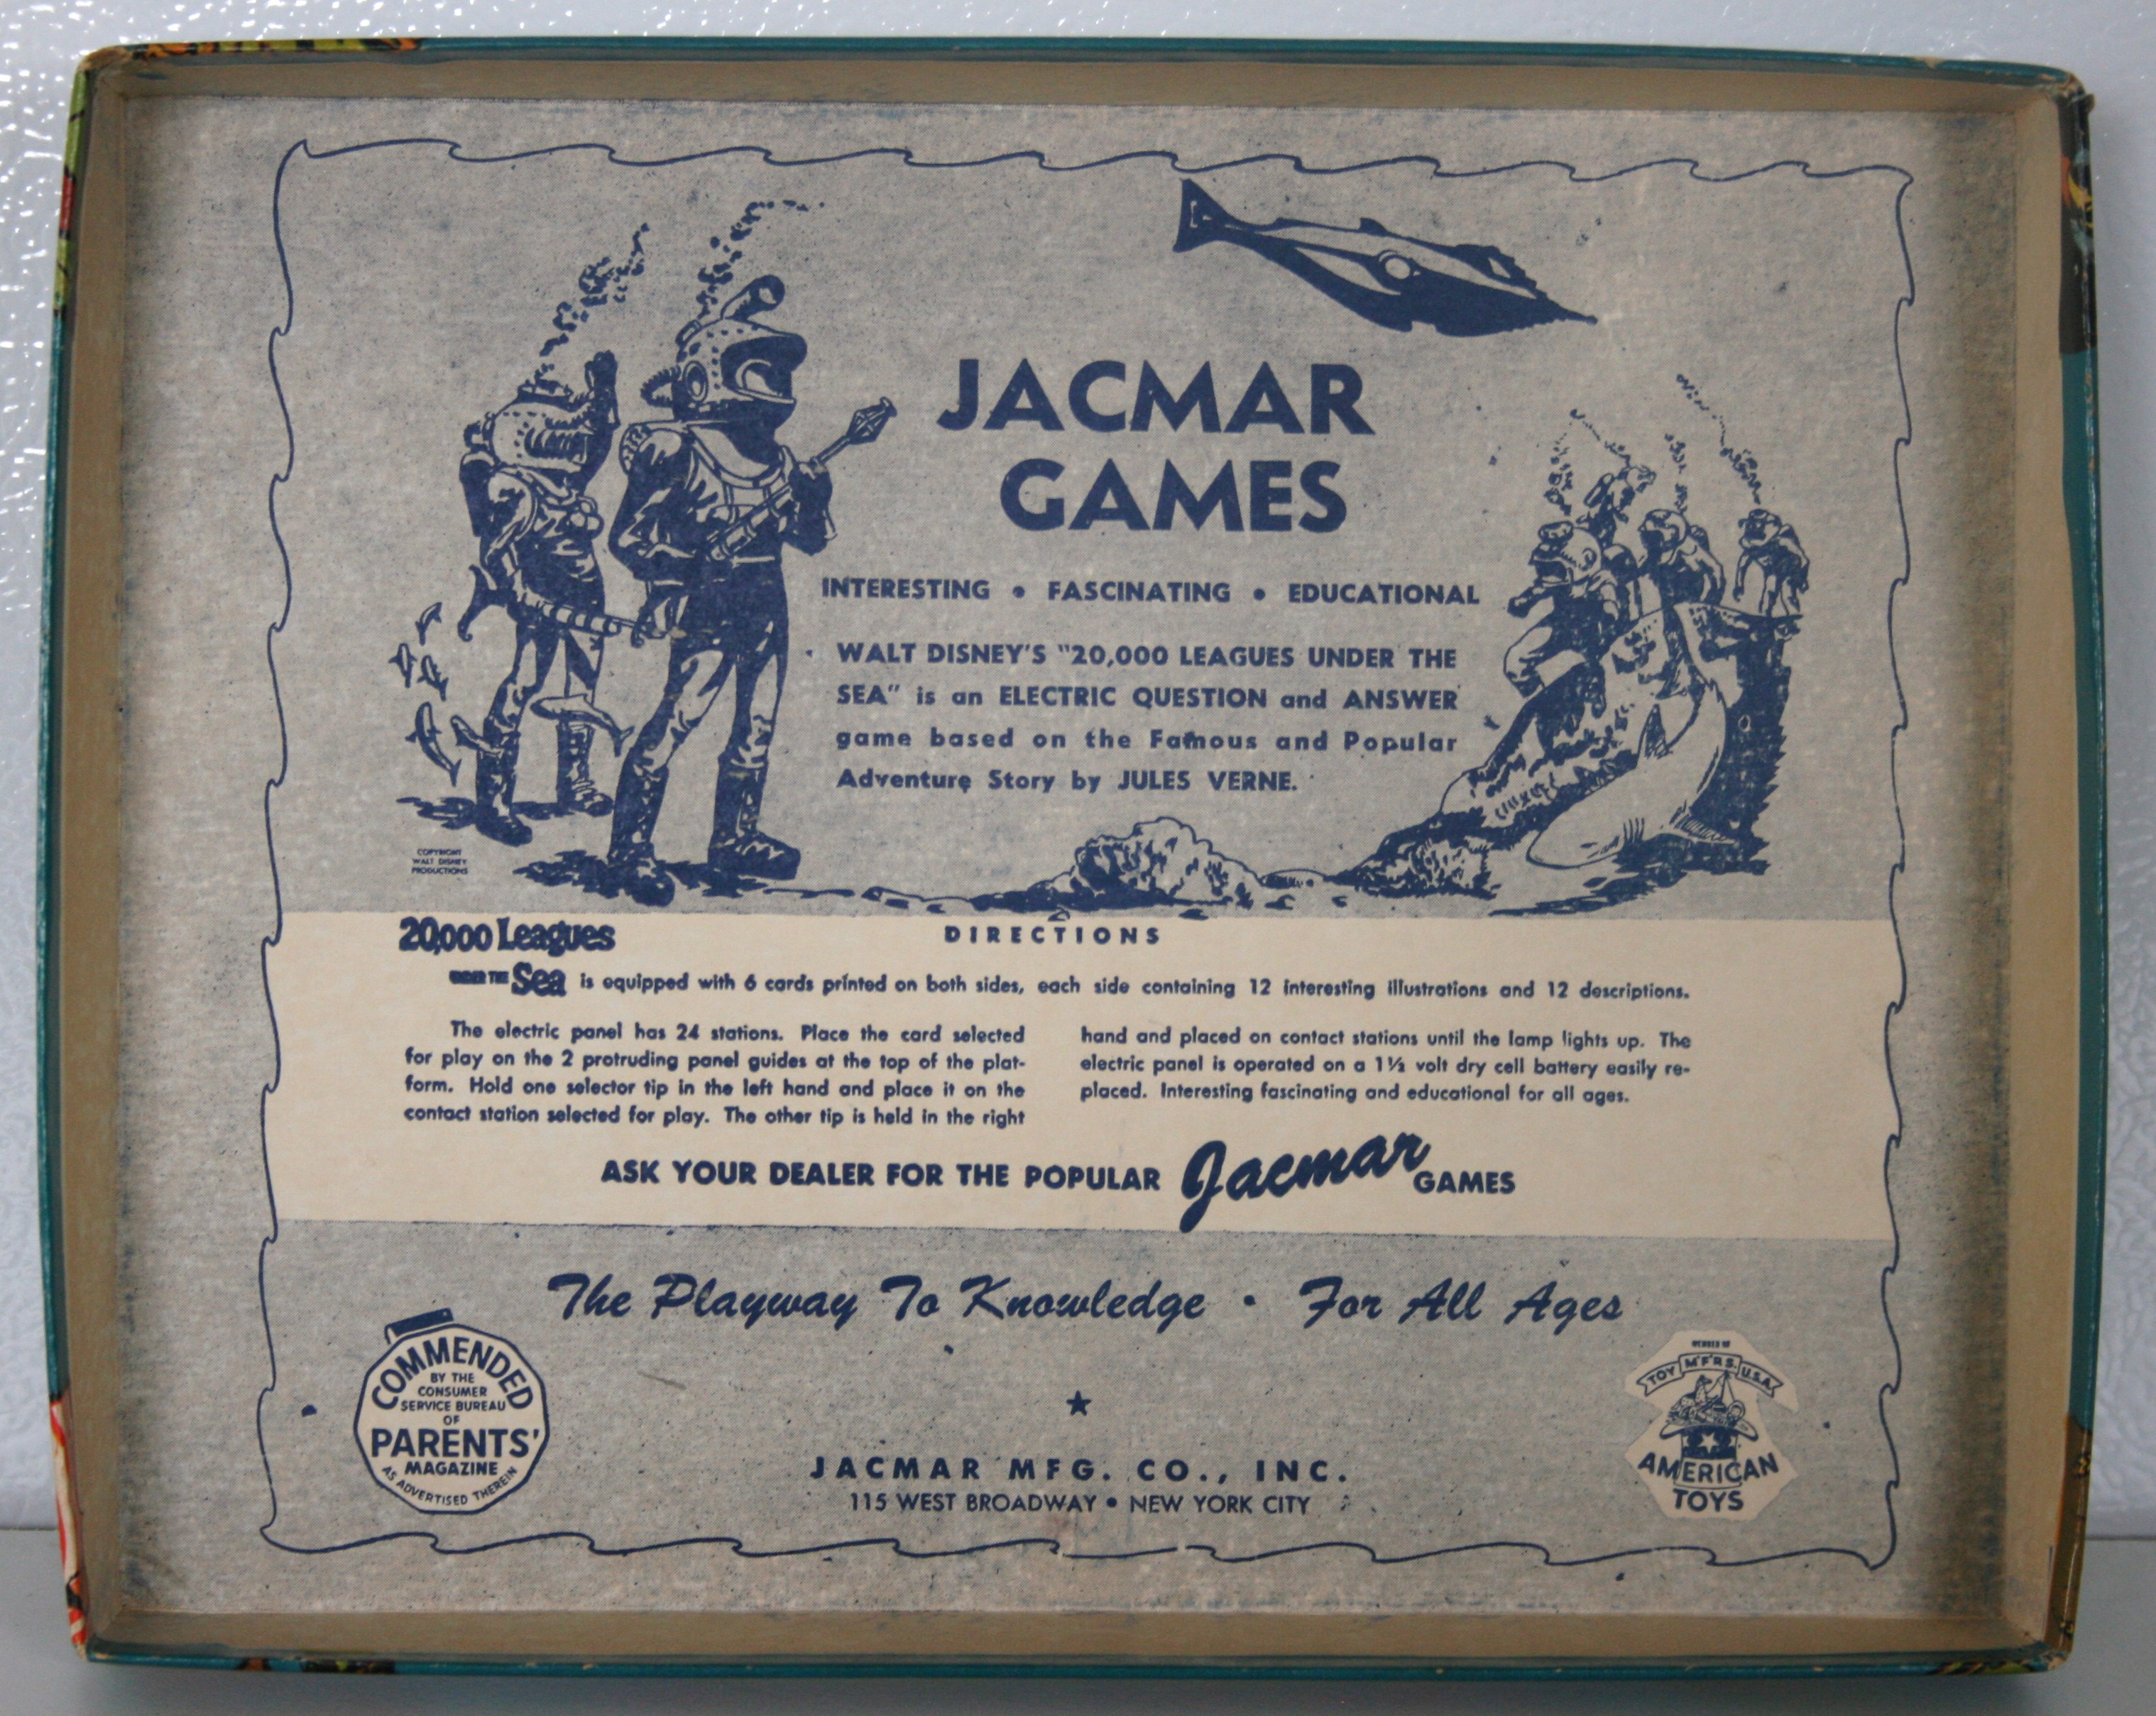 JACMAR
GAMES
INTERESTING • FASCINATING • EDUCATIONAL
WALT DISNEY'S "20,000 LEAGUES UNDER THE
SEA" is an ELECTRIC QUESTION and ANSWER
game based on the Famous and Popular
Adventure Story by JULES VERNE.
COPYRIGHT
WALT DISNEY
PRODUCTIONS
20,000 Leagues
DIRECTIONS
UNDER THE Sea is equipped with 6 cards printed on both sides, each side containing 12 interesting illustrations and 12 descriptions.
The electric panel has 24 stations. Place the card selected
for play on the 2 protruding panel guides at the top of the plat-
form. Hold one selector tip in the left hand and place it on the
contact station selected for play. The other tip is held in the right
hand and placed on contact stations until the lamp lights up. The
electric panel is operated on a 1½ volt dry cell battery easily re-
placed. Interesting fascinating and educational for all ages.
ASK YOUR DEALER FOR THE POPULAR Jacmar GAMES
The Playway To Knowledge • For All Ages
COMMENDED
BY THE
CONSUMER
SERVICE BUREAU
OF
PARENTS'
MAGAZINE
AS ADVERTISED THEREIN
JACMAR MFG. CO., INC.
115 WEST BROADWAY • NEW YORK CITY
MEMBER OF
TOY M'F'RS. U.S.A.
AMERICAN
TOYS